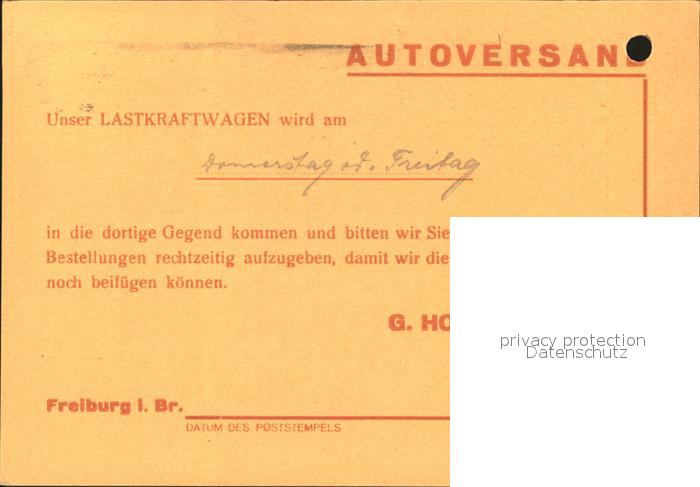 AUTOVERSAND
Unser LASTKRAFTWAGEN wird am
Donnerstag od. Freitag
in die dortige Gegend kommen und bitten wir Sie
Bestellungen rechtzeitig aufzugeben, damit wir die
noch beifügen können.
G. HO
privacy protection
Datenschutz
Freiburg i. Br.
DATUM DES POSTSTEMPELS